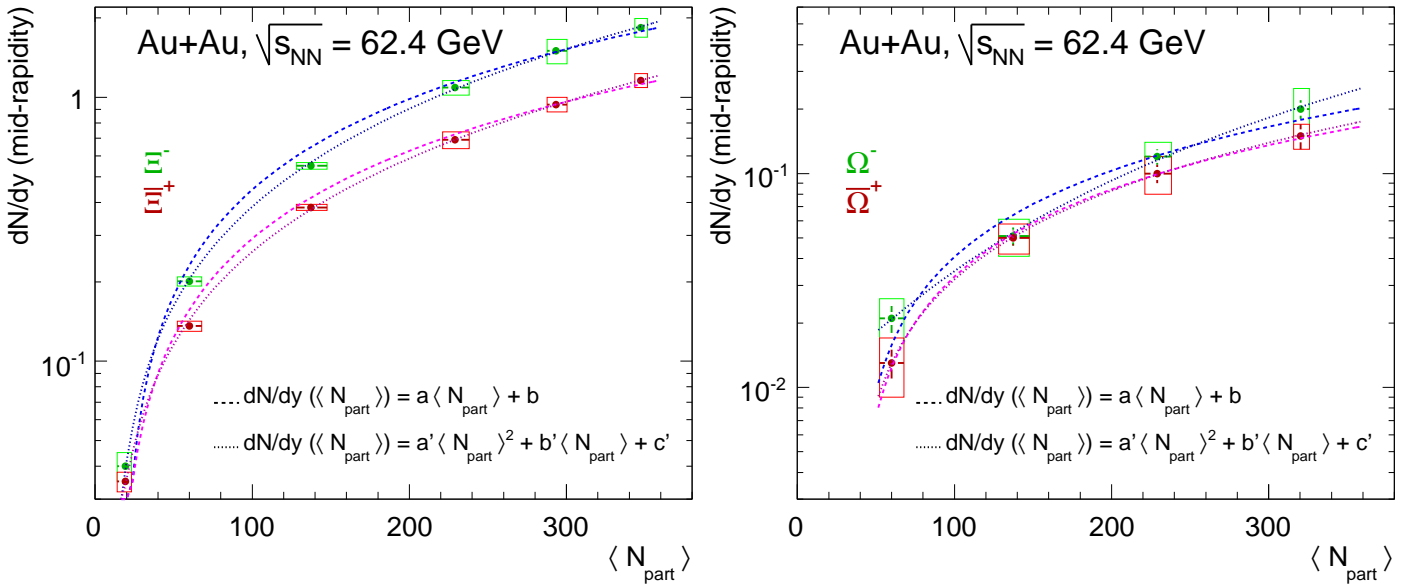 Au+Au, √s_NN = 62.4 GeV
dN/dy (mid-rapidity)
1
10^-1
Ξ^-
Ξ̅^+
dN/dy (⟨ N_part ⟩) = a ⟨ N_part ⟩ + b
dN/dy (⟨ N_part ⟩) = a' ⟨ N_part ⟩^2 + b' ⟨ N_part ⟩ + c'
0 100 200 300
⟨ N_part ⟩
Au+Au, √s_NN = 62.4 GeV
dN/dy (mid-rapidity)
10^-1
10^-2
Ω^-
Ω̅^+
dN/dy (⟨ N_part ⟩) = a ⟨ N_part ⟩ + b
dN/dy (⟨ N_part ⟩) = a' ⟨ N_part ⟩^2 + b' ⟨ N_part ⟩ + c'
0 100 200 300
⟨ N_part ⟩